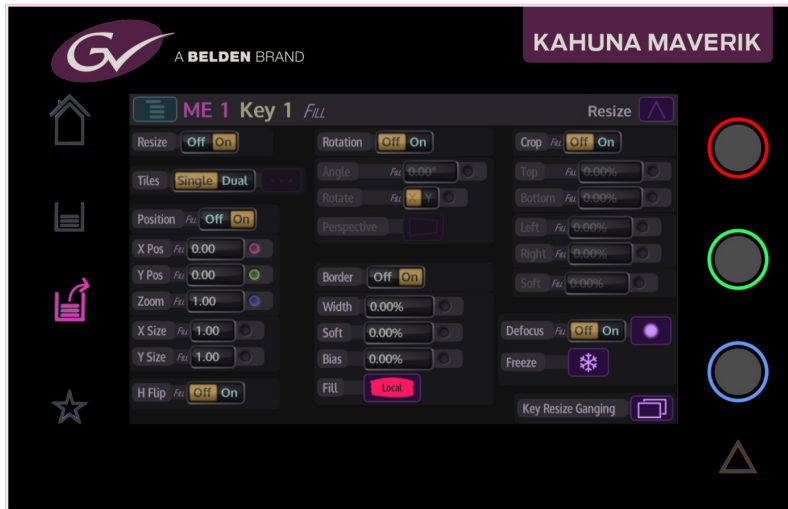 GV
A BELDEN BRAND
KAHUNA MAVERIK
ME 1 Key 1 FILL
Resize
Resize Off On
Tiles Single Dual ...
Position FILL Off On
X Pos FILL 0.00
Y Pos FILL 0.00
Zoom FILL 1.00
X Size FILL 1.00
Y Size FILL 1.00
H Flip FILL Off On
Rotation Off On
Angle FILL 0.00°
Rotate FILL X Y
Perspective
Border Off On
Width 0.00%
Soft 0.00%
Bias 0.00%
Fill Local
Crop FILL Off On
Top FILL 0.00%
Bottom FILL 0.00%
Left FILL 0.00%
Right FILL 0.00%
Soft FILL 0.00%
Defocus FILL Off On
Freeze
Key Resize Ganging